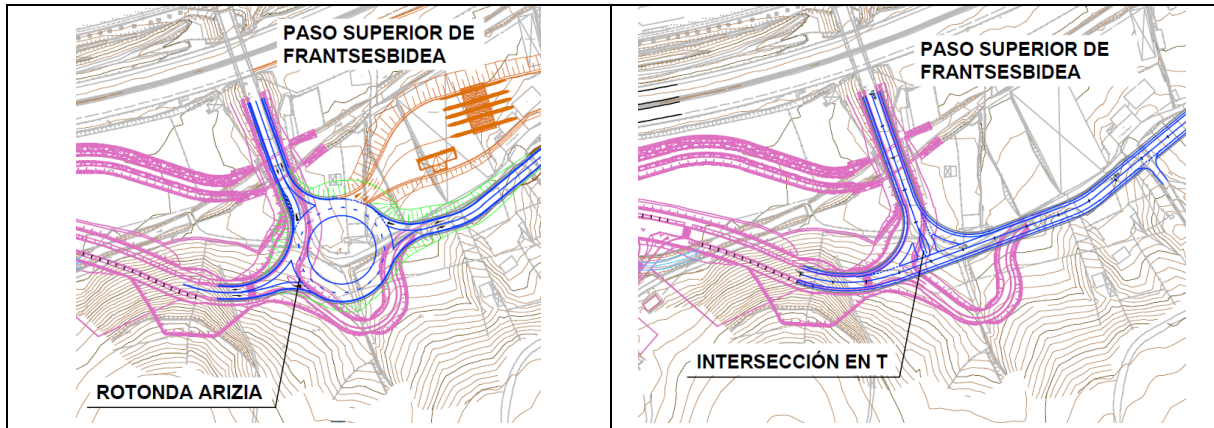 PASO SUPERIOR DE
FRANTSESBIDEA
ROTONDA ARIZIA
PASO SUPERIOR DE
FRANTSESBIDEA
INTERSECCIÓN EN T